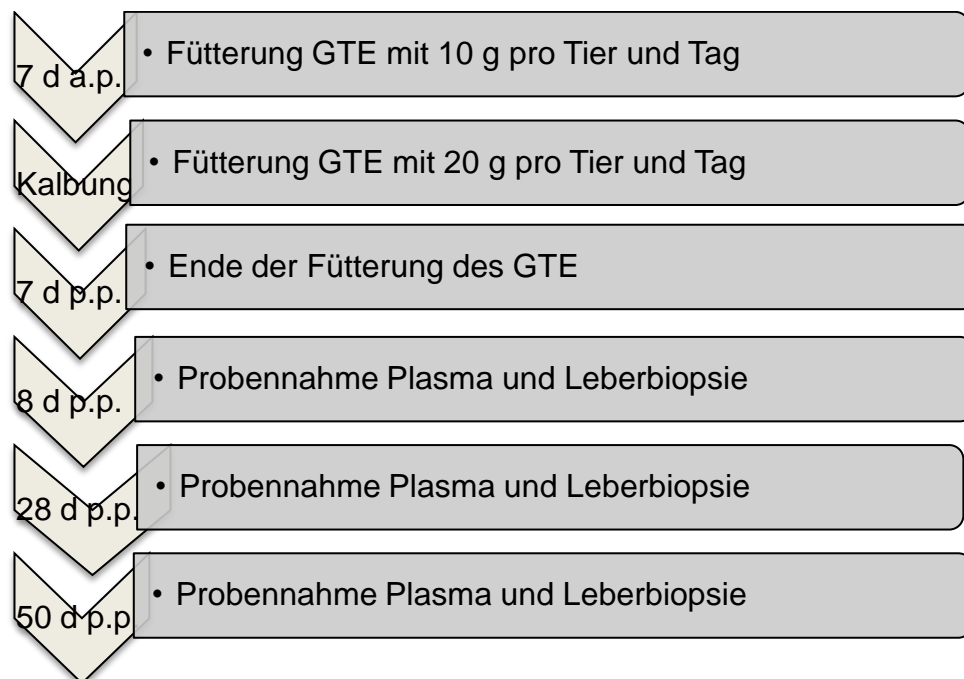 7 d a.p.
• Fütterung GTE mit 10 g pro Tier und Tag
Kalbung
• Fütterung GTE mit 20 g pro Tier und Tag
7 d p.p.
• Ende der Fütterung des GTE
8 d p.p.
• Probennahme Plasma und Leberbiopsie
28 d p.p.
• Probennahme Plasma und Leberbiopsie
50 d p.p
• Probennahme Plasma und Leberbiopsie